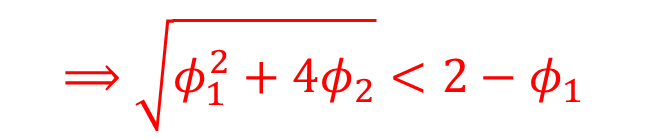 ⟹ √(ϕ₁² + 4ϕ₂) < 2 − ϕ₁